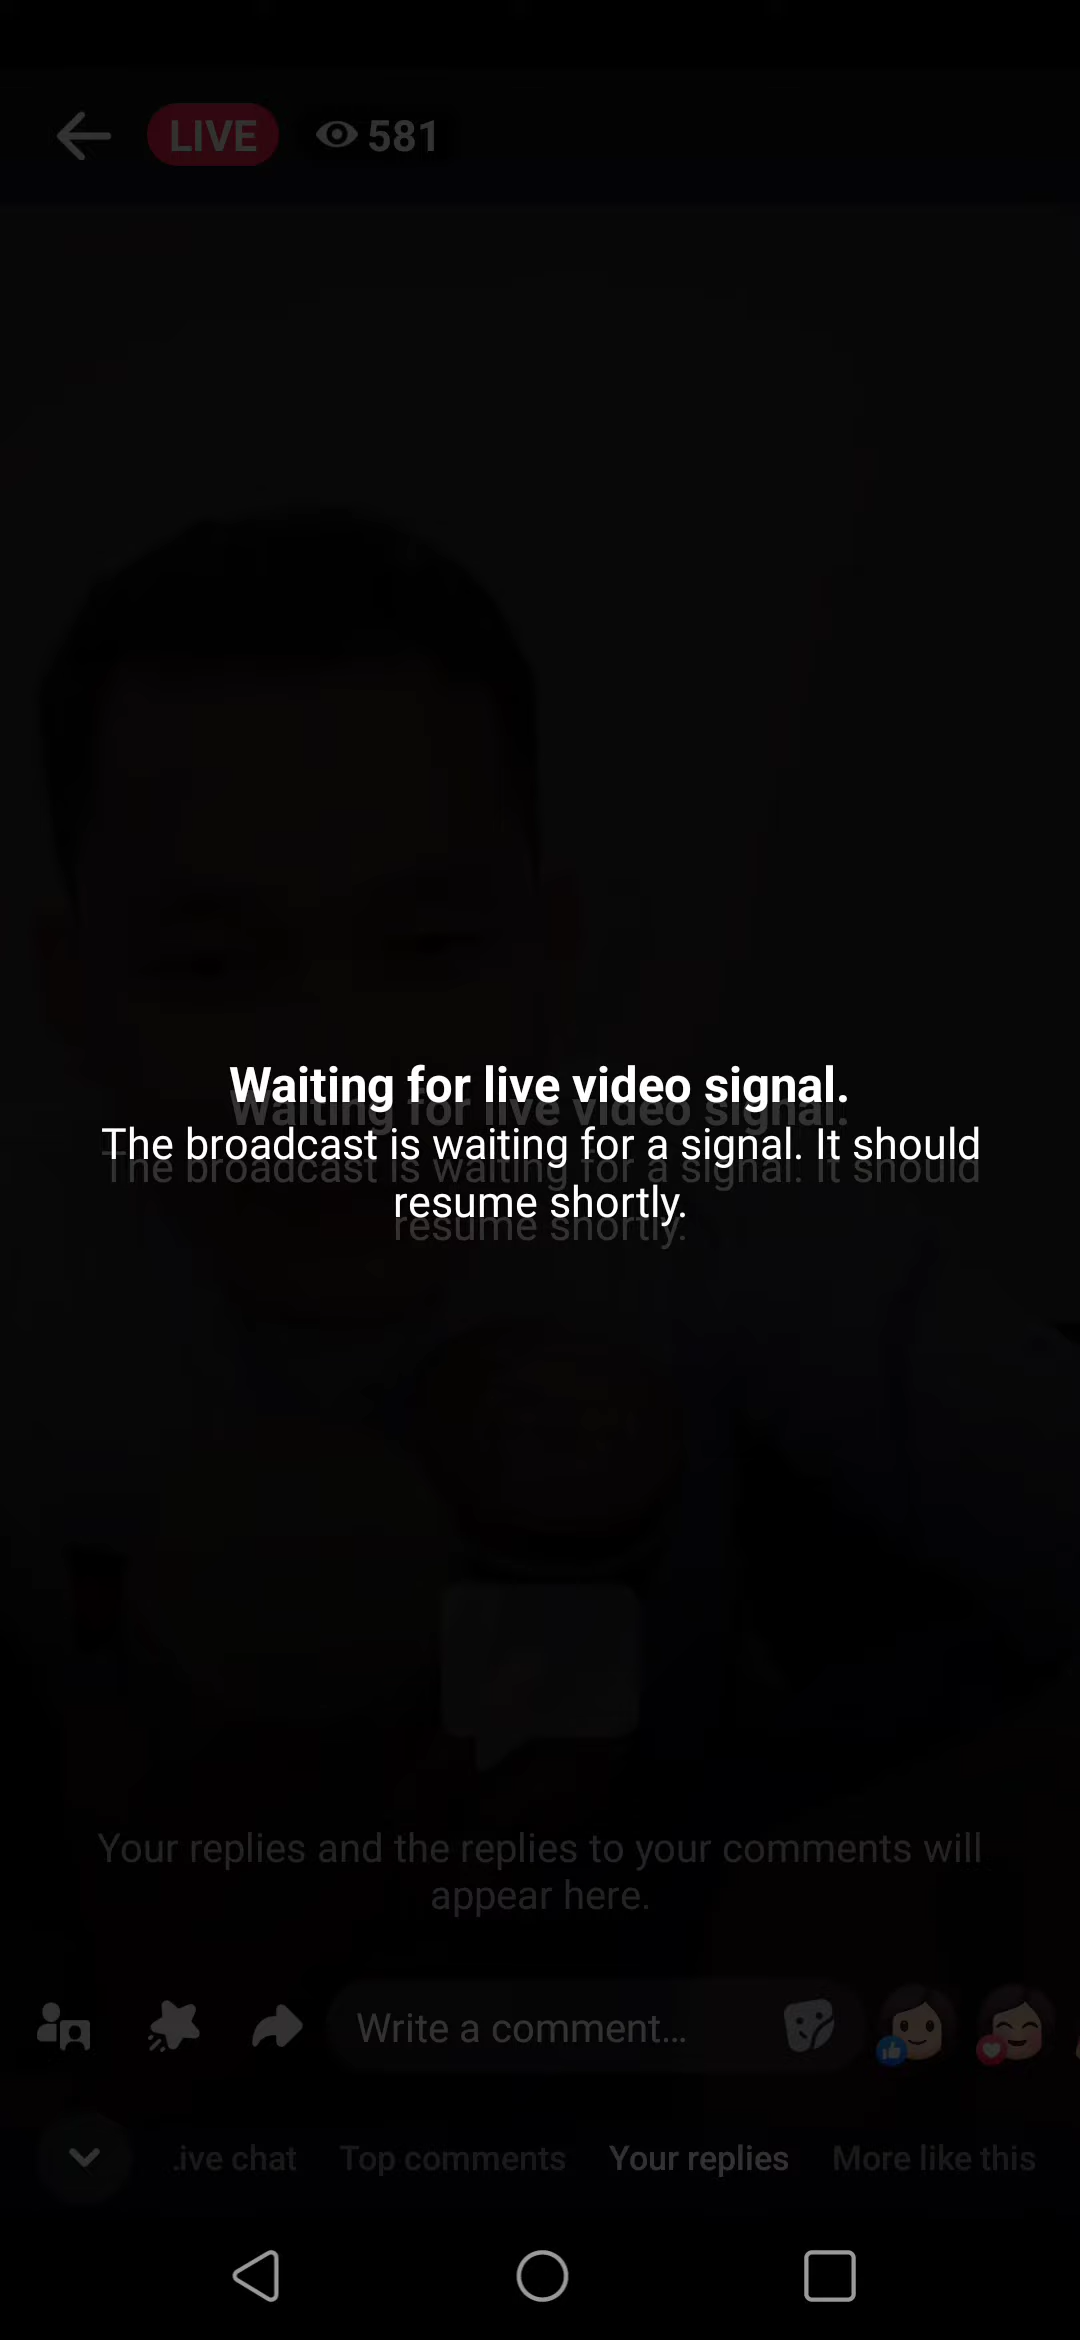 LIVE 581
Waiting for live video signal.
The broadcast is waiting for a signal. It should
resume shortly.
Your replies and the replies to your comments will
appear here.
Write a comment...
.ive chat Top comments Your replies More like this